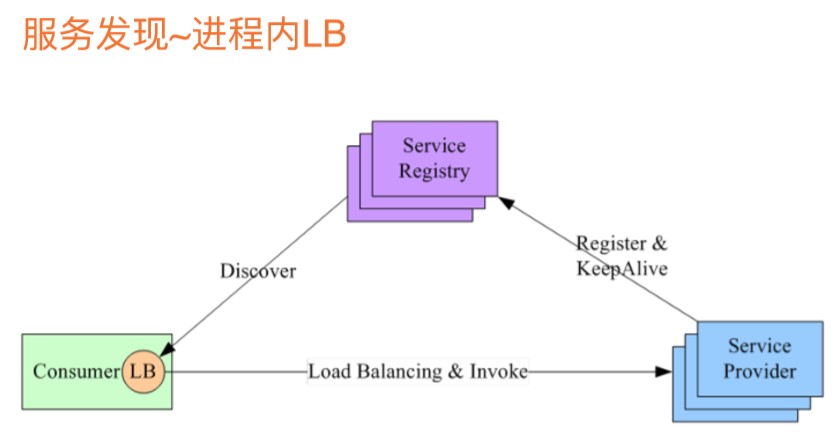 服务发现~进程内LB
Service
Registry
Register &
KeepAlive
Discover
Service
Provider
Consumer LB
Load Balancing & Invoke